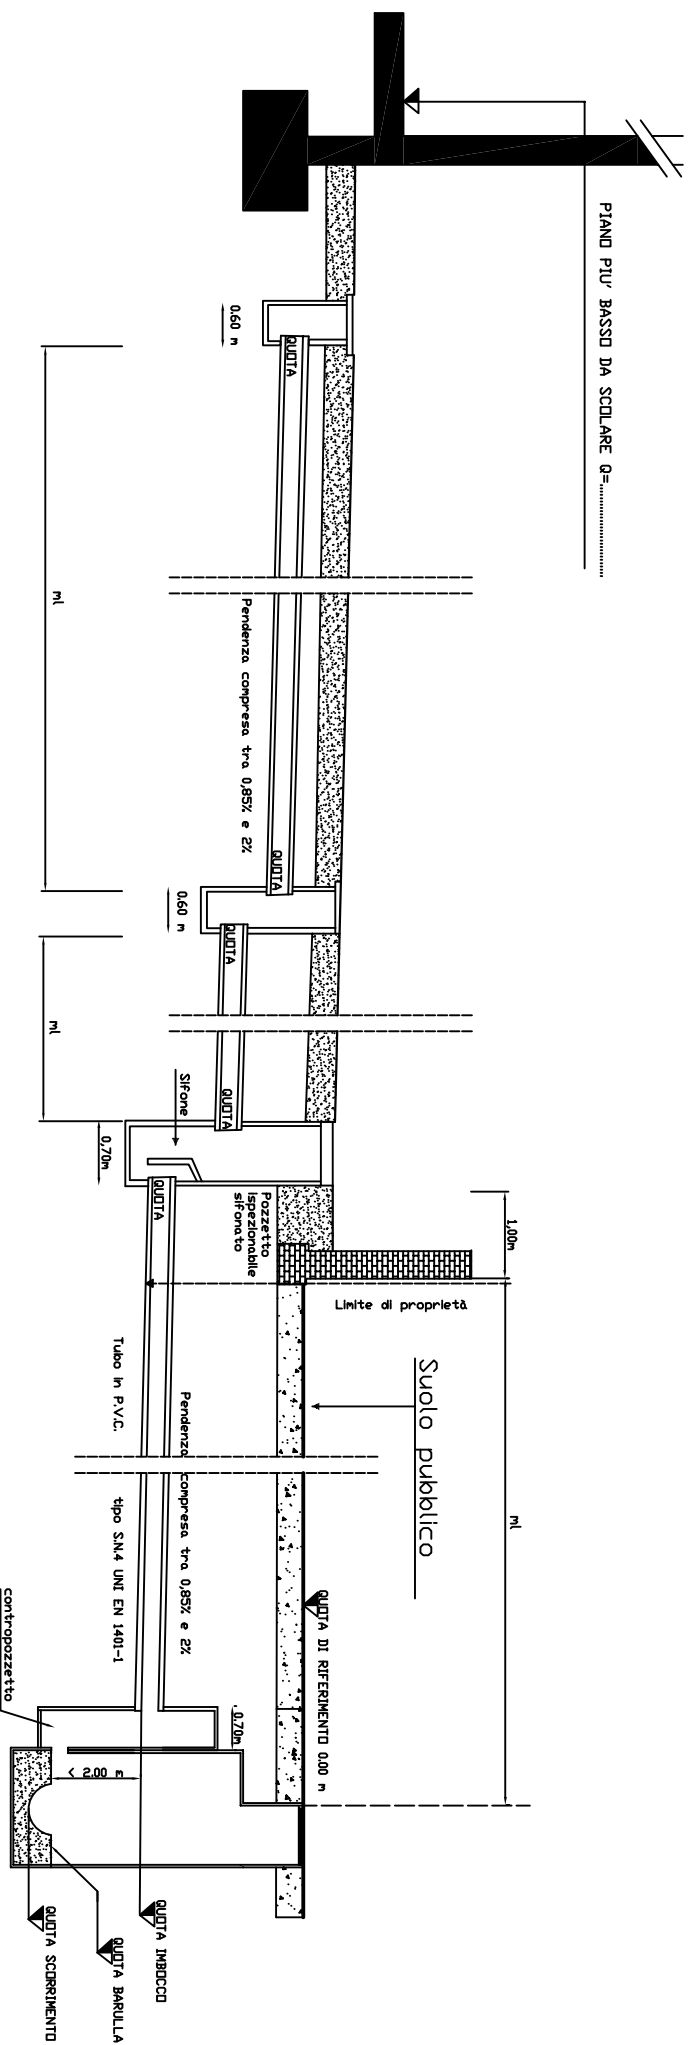 PIANO PIU' BASSO DA SCOLARE Q=..............................
0.60 m
QUOTA
ml
Pendenza compresa tra 0,85% e 2%
QUOTA
0.60 m
QUOTA
ml
QUOTA
Sifone
0,70m
QUOTA
Pozzetto
ispezionabile
sifonato
1,00m
Limite di proprietà
Suolo pubblico
ml
Tubo in P.V.C. tipo S.N.4 UNI EN 1401-1
Pendenza compresa tra 0,85% e 2%
QUOTA DI RIFERIMENTO 0.00 m
contropozzetto
0.70m
< 2.00 m
QUOTA IMBOCCO
QUOTA BARULLA
QUOTA SCORRIMENTO